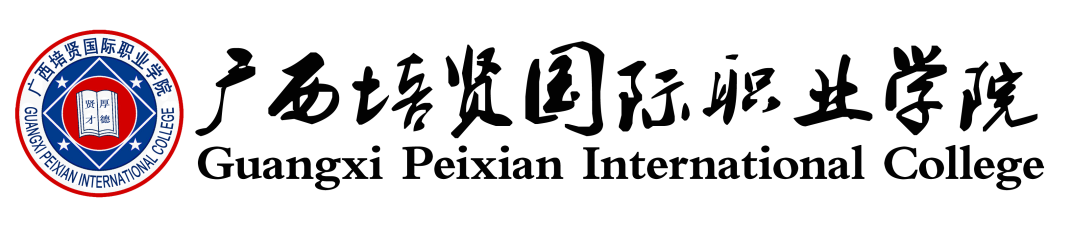 广西培贤国际职业学院
贤 厚
才 德
GUANGXI PEIXIAN INTERNATIONAL COLLEGE
广西培贤国际职业学院
Guangxi Peixian International College